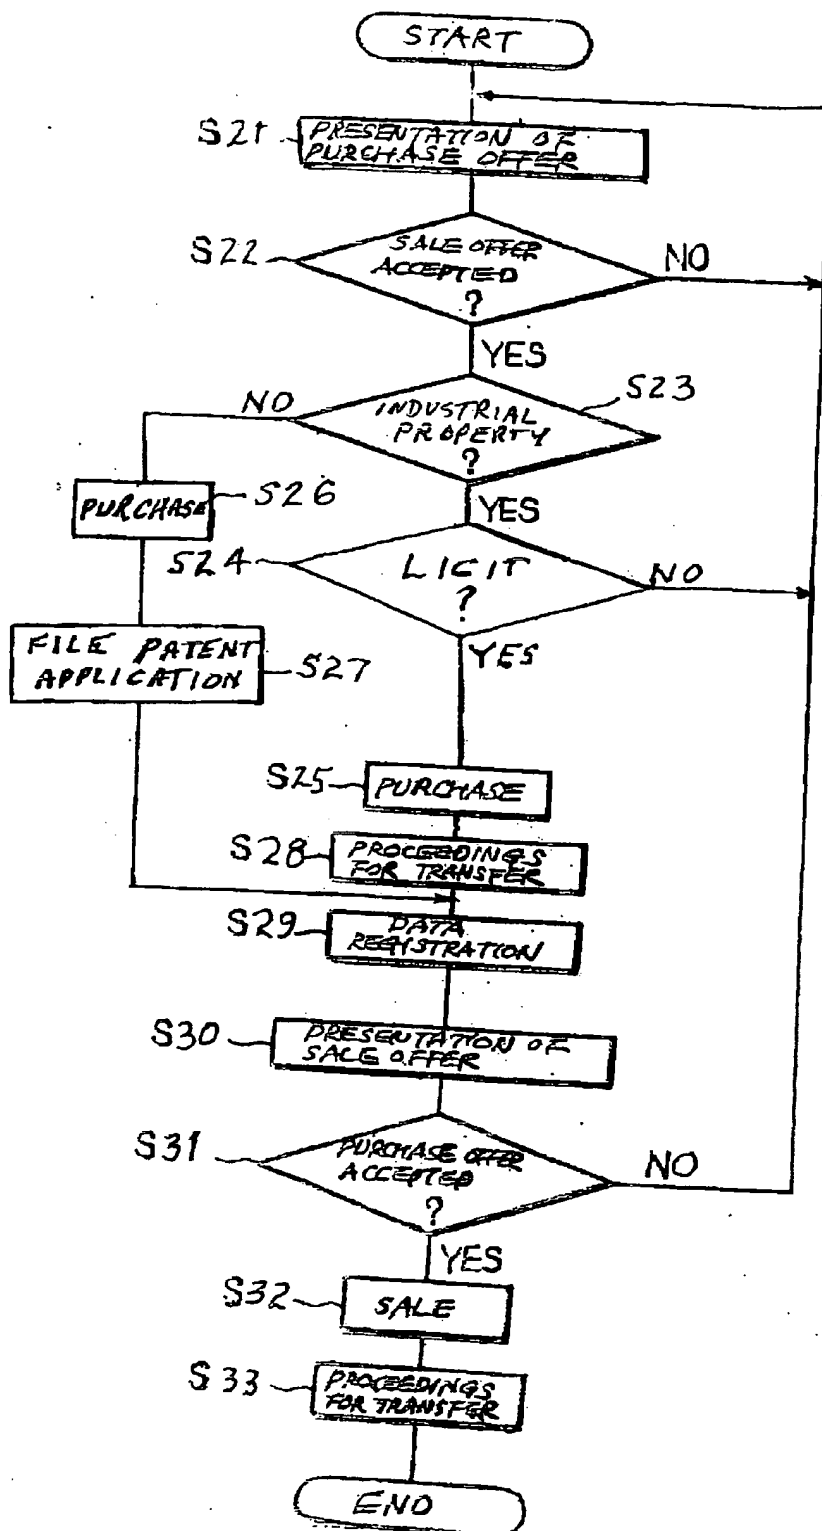 START
S21
PRESENTATION OF
PURCHASE OFFER
S22
SALE OFFER
ACCEPTED
?
NO
YES
S23
NO
INDUSTRIAL
PROPERTY
?
YES
PURCHASE
S26
S24
LICIT
?
NO
YES
FILE PATENT
APPLICATION
S27
S25
PURCHASE
S28
PROCEEDINGS
FOR TRANSFER
S29
DATA
REGISTRATION
S30
PRESENTATION OF
SALE OFFER
S31
PURCHASE OFFER
ACCEPTED
?
NO
YES
S32
SALE
S33
PROCEEDINGS
FOR TRANSFER
END